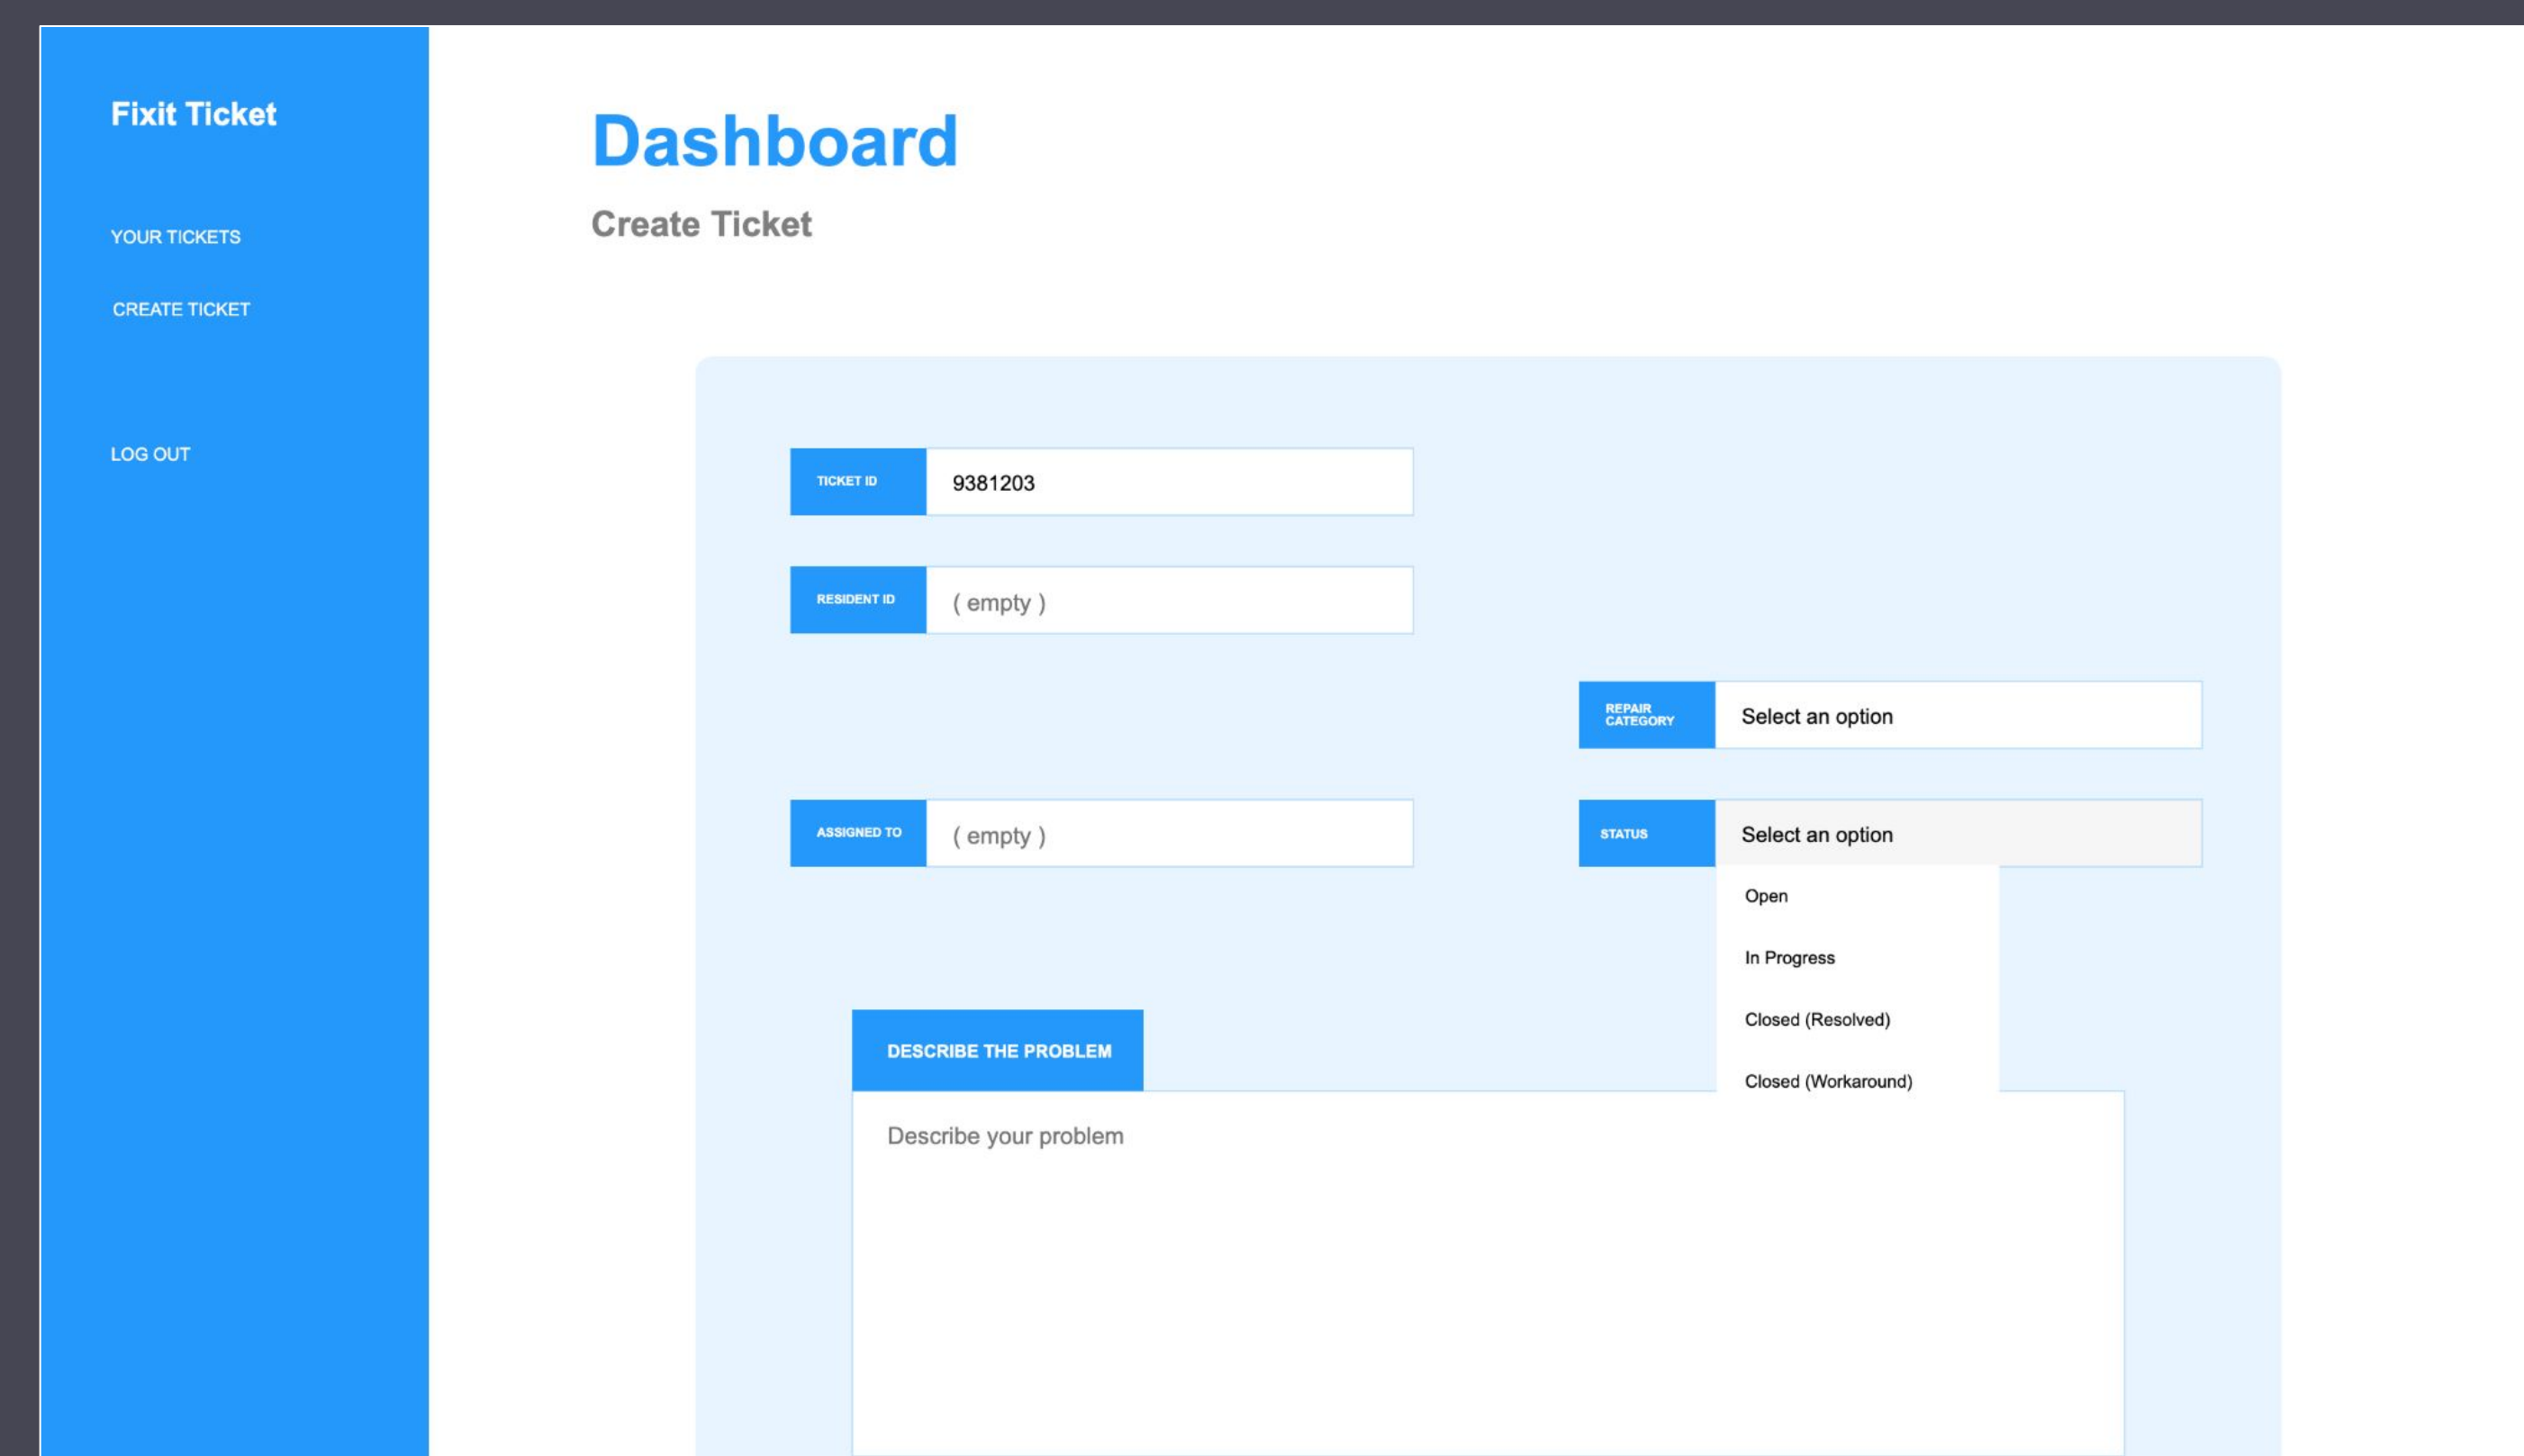 Fixit Ticket
YOUR TICKETS
CREATE TICKET
LOG OUT
Dashboard
Create Ticket
TICKET ID
9381203
RESIDENT ID
( empty )
REPAIR
CATEGORY
Select an option
ASSIGNED TO
( empty )
STATUS
Select an option
Open
In Progress
Closed (Resolved)
Closed (Workaround)
DESCRIBE THE PROBLEM
Describe your problem